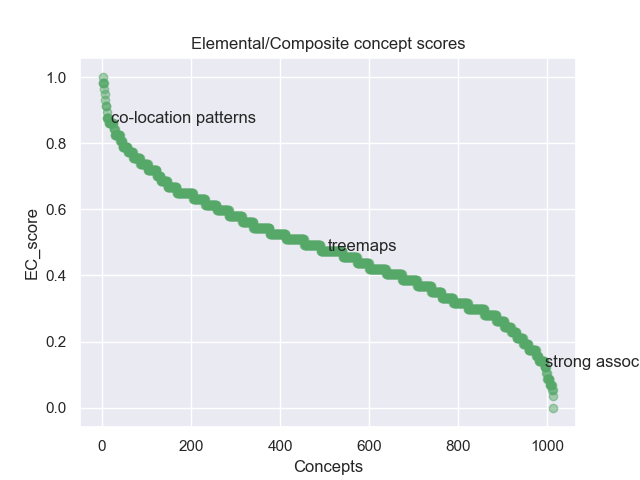 Elemental/Composite concept scores
1.0
0.8
0.6
0.4
0.2
0.0
EC_score
co-location patterns
treemaps
strong assoc
0
200
400
600
800
1000
Concepts